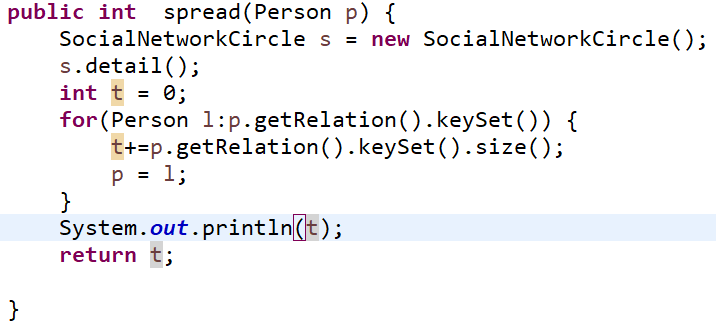 public int  spread(Person p) {
    SocialNetworkCircle s = new SocialNetworkCircle();
    s.detail();
    int t = 0;
    for(Person l:p.getRelation().keySet()) {
        t+=p.getRelation().keySet().size();
        p = l;
    }
    System.out.println(t);
    return t;

}